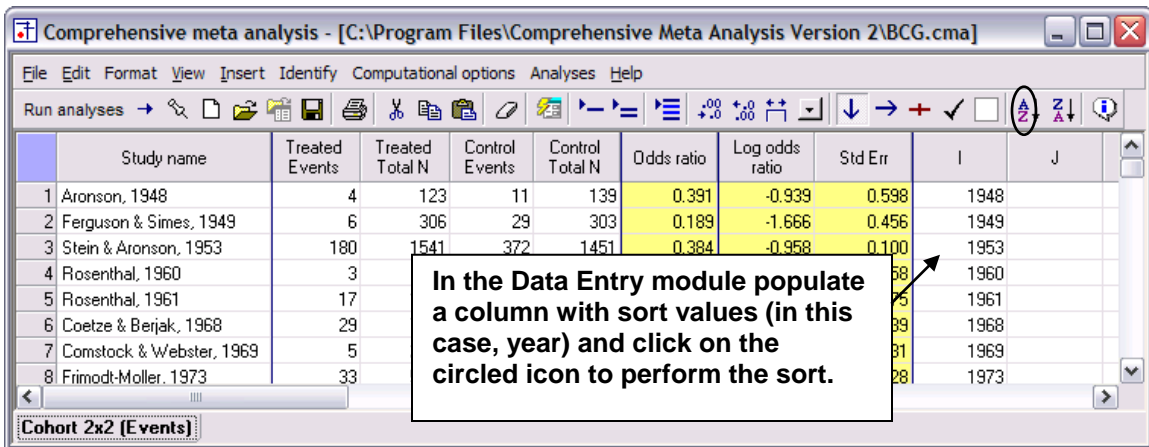 Comprehensive meta analysis - [C:\Program Files\Comprehensive Meta Analysis Version 2\BCG.cma]
File Edit Format View Insert Identify Computational options Analyses Help
Run analyses
Study name Treated Events Treated Total N Control Events Control Total N Odds ratio Log odds ratio Std Err I J
1 Aronson, 1948 4 123 11 139 0.391 -0.939 0.598 1948
2 Ferguson & Simes, 1949 6 306 29 303 0.189 -1.666 0.456 1949
3 Stein & Aronson, 1953 180 1541 372 1451 0.384 -0.958 0.100 1953
4 Rosenthal, 1960 3 1960
5 Rosenthal, 1961 17 1961
6 Coetze & Berjak, 1968 29 1968
7 Comstock & Webster, 1969 5 1969
8 Frimodt-Moller, 1973 33 1973
In the Data Entry module populate
a column with sort values (in this
case, year) and click on the
circled icon to perform the sort.
Cohort 2x2 (Events)